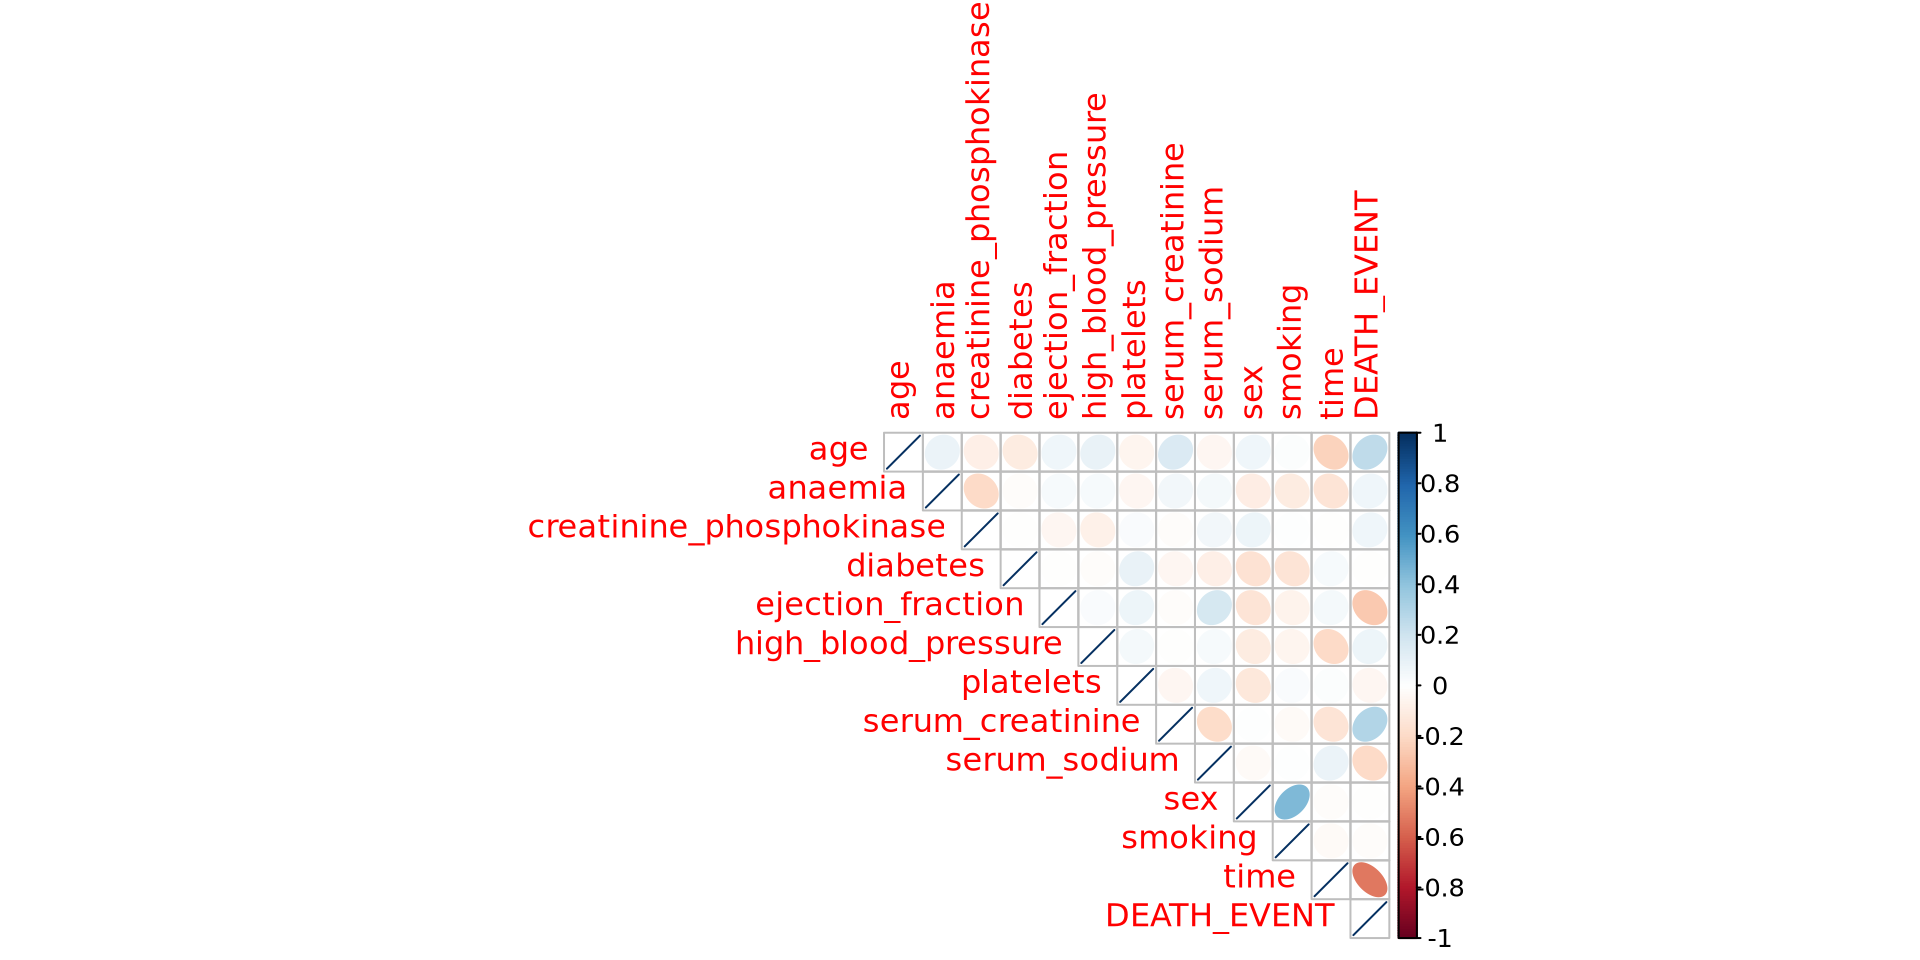 age
anaemia
creatinine_phosphokinase
diabetes
ejection_fraction
high_blood_pressure
platelets
serum_creatinine
serum_sodium
sex
smoking
time
DEATH_EVENT
age
anaemia
creatinine_phosphokinase
diabetes
ejection_fraction
high_blood_pressure
platelets
serum_creatinine
serum_sodium
sex
smoking
time
DEATH_EVENT
1
0.8
0.6
0.4
0.2
0
-0.2
-0.4
-0.6
-0.8
-1